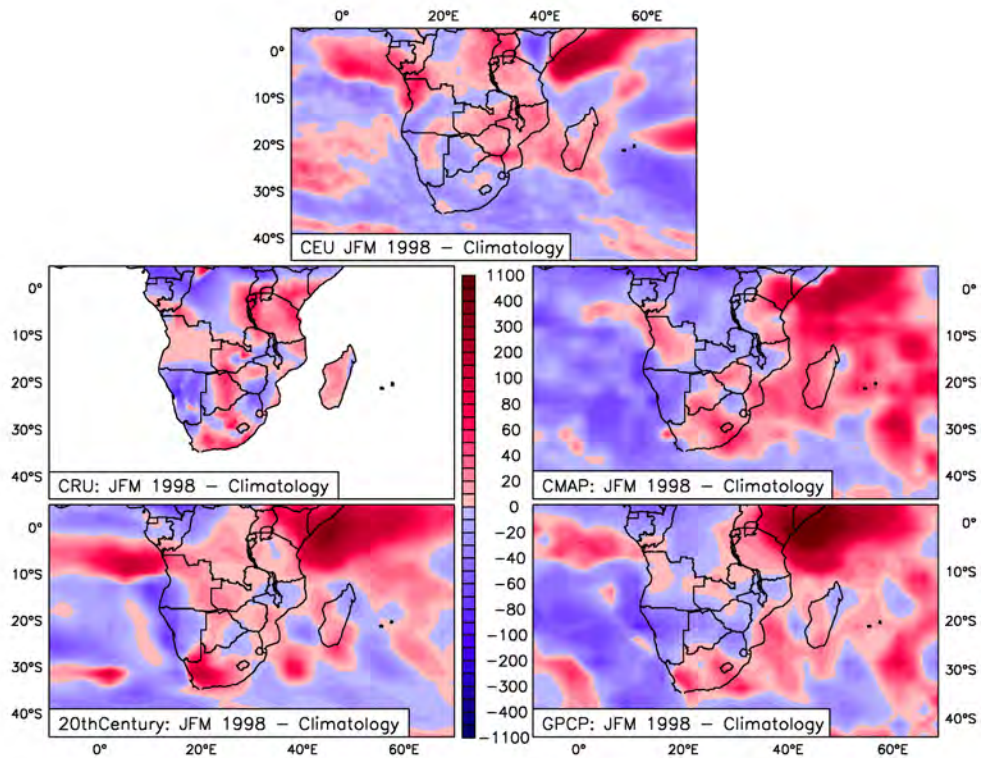 0° 20°E 40°E 60°E
0°
10°S
20°S
30°S
40°S
CEU JFM 1998 – Climatology
0°
10°S
20°S
30°S
40°S
CRU: JFM 1998 – Climatology
1100
400
300
200
100
80
60
40
20
0
-20
-40
-60
-80
-100
-200
-300
-400
-1100
0°
10°S
20°S
30°S
40°S
CMAP: JFM 1998 – Climatology
0°
10°S
20°S
30°S
40°S
20thCentury: JFM 1998 – Climatology
0° 20°E 40°E 60°E
0°
10°S
20°S
30°S
40°S
GPCP: JFM 1998 – Climatology
0° 20°E 40°E 60°E